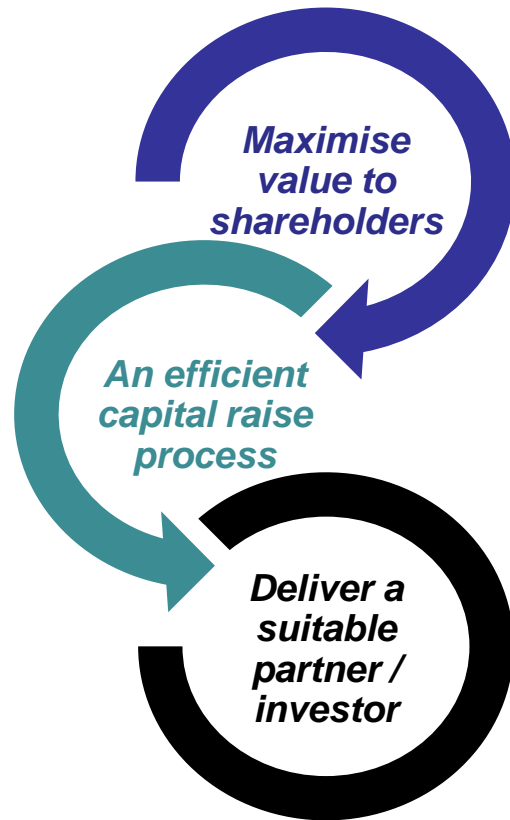 Maximise
value to
shareholders
An efficient
capital raise
process
Deliver a
suitable
partner /
investor